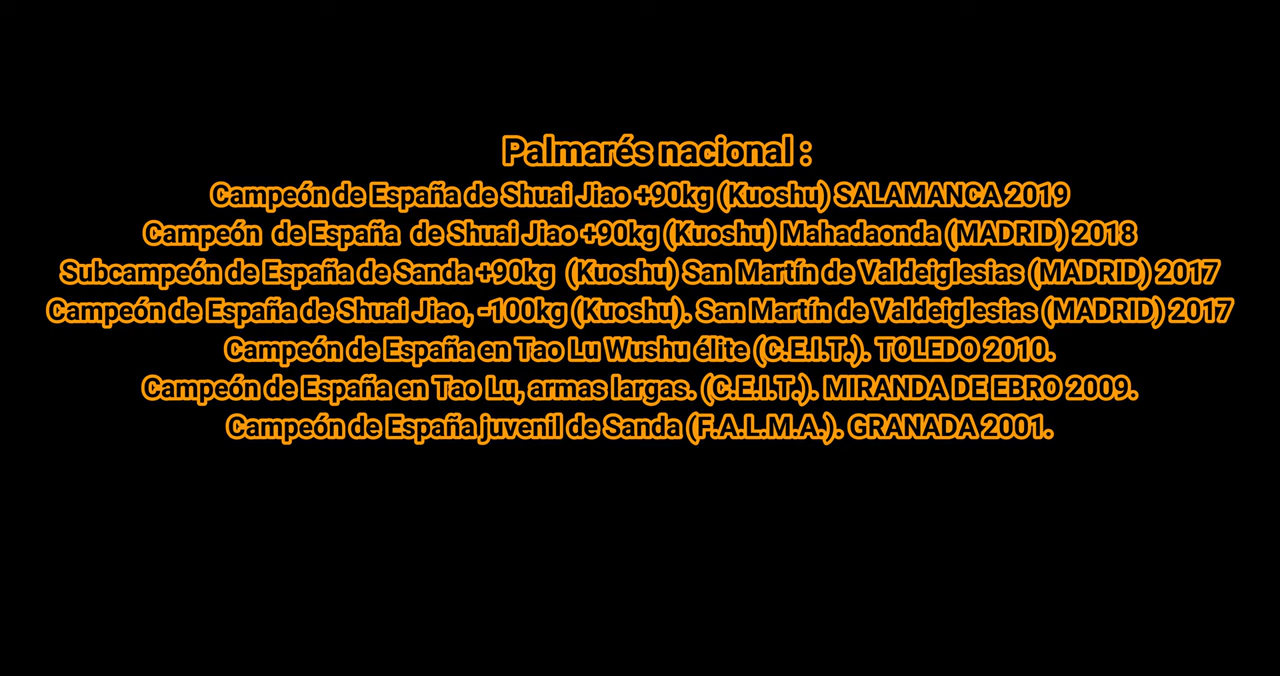 Palmarés nacional :
Campeón de España de Shuai Jiao +90kg (Kuoshu) SALAMANCA 2019
Campeón  de España  de Shuai Jiao +90kg (Kuoshu) Mahadaonda (MADRID) 2018
Subcampeón de España de Sanda +90kg  (Kuoshu) San Martín de Valdeiglesias (MADRID) 2017
Campeón de España de Shuai Jiao, -100kg (Kuoshu). San Martín de Valdeiglesias (MADRID) 2017
Campeón de España en Tao Lu Wushu élite (C.E.I.T.). TOLEDO 2010.
Campeón de España en Tao Lu, armas largas. (C.E.I.T.). MIRANDA DE EBRO 2009.
Campeón de España juvenil de Sanda (F.A.L.M.A.). GRANADA 2001.